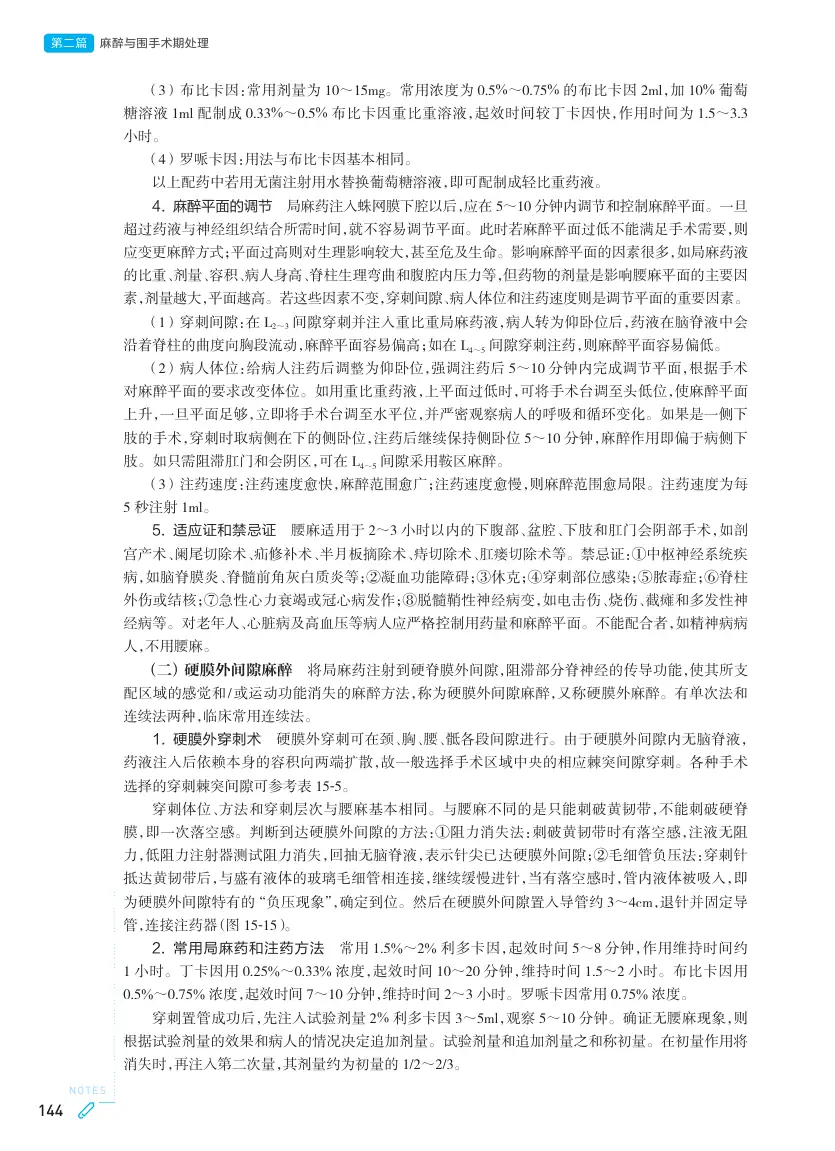 第二篇 麻醉与围手术期处理
（3）布比卡因：常用剂量为 10～15mg。常用浓度为 0.5%～0.75% 的布比卡因 2ml，加 10% 葡萄
糖溶液 1ml 配制成 0.33%～0.5% 布比卡因重比重溶液，起效时间较丁卡因快，作用时间为 1.5～3.3
小时。
（4）罗哌卡因：用法与布比卡因基本相同。
以上配药中若用无菌注射用水替换葡萄糖溶液，即可配制成轻比重药液。
4. 麻醉平面的调节 局麻药注入蛛网膜下腔以后，应在 5～10 分钟内调节和控制麻醉平面。一旦
超过药液与神经组织结合所需时间，就不容易调节平面。此时若麻醉平面过低不能满足手术需要，则
应变更麻醉方式；平面过高则对生理影响较大，甚至危及生命。影响麻醉平面的因素很多，如局麻药液
的比重、剂量、容积、病人身高、脊柱生理弯曲和腹腔内压力等，但药物的剂量是影响腰麻平面的主要因
素，剂量越大，平面越高。若这些因素不变，穿刺间隙、病人体位和注药速度则是调节平面的重要因素。
（1）穿刺间隙：在 L2～3 间隙穿刺并注入重比重局麻药液，病人转为仰卧位后，药液在脑脊液中会
沿着脊柱的曲度向胸段流动，麻醉平面容易偏高；如在 L4～5 间隙穿刺注药，则麻醉平面容易偏低。
（2）病人体位：给病人注药后调整为仰卧位，强调注药后 5～10 分钟内完成调节平面，根据手术
对麻醉平面的要求改变体位。如用重比重药液，上平面过低时，可将手术台调至头低位，使麻醉平面
上升，一旦平面足够，立即将手术台调至水平位，并严密观察病人的呼吸和循环变化。如果是一侧下
肢的手术，穿刺时取病侧在下的侧卧位，注药后继续保持侧卧位 5～10 分钟，麻醉作用即偏于病侧下
肢。如只需阻滞肛门和会阴区，可在 L4～5 间隙采用鞍区麻醉。
（3）注药速度：注药速度愈快，麻醉范围愈广；注药速度愈慢，则麻醉范围愈局限。注药速度为每
5 秒注射 1ml。
5. 适应证和禁忌证 腰麻适用于 2～3 小时以内的下腹部、盆腔、下肢和肛门会阴部手术，如剖
宫产术、阑尾切除术、疝修补术、半月板摘除术、痔切除术、肛瘘切除术等。禁忌证：①中枢神经系统疾
病，如脑脊膜炎、脊髓前角灰白质炎等；②凝血功能障碍；③休克；④穿刺部位感染；⑤脓毒症；⑥脊柱
外伤或结核；⑦急性心力衰竭或冠心病发作；⑧脱髓鞘性神经病变，如电击伤、烧伤、截瘫和多发性神
经病等。对老年人、心脏病及高血压等病人应严格控制用药量和麻醉平面。不能配合者，如精神病病
人，不用腰麻。
（二）硬膜外间隙麻醉 将局麻药注射到硬脊膜外间隙，阻滞部分脊神经的传导功能，使其所支
配区域的感觉和/或运动功能消失的麻醉方法，称为硬膜外间隙麻醉，又称硬膜外麻醉。有单次法和
连续法两种，临床常用连续法。
1. 硬膜外穿刺术 硬膜外穿刺可在颈、胸、腰、骶各段间隙进行。由于硬膜外间隙内无脑脊液，
药液注入后依赖本身的容积向两端扩散，故一般选择手术区域中央的相应棘突间隙穿刺。各种手术
选择的穿刺棘突间隙可参考表 15-5。
穿刺体位、方法和穿刺层次与腰麻基本相同。与腰麻不同的是只能刺破黄韧带，不能刺破硬脊
膜，即一次落空感。判断到达硬膜外间隙的方法：①阻力消失法：刺破黄韧带时有落空感，注液无阻
力，低阻力注射器测试阻力消失，回抽无脑脊液，表示针尖已达硬膜外间隙；②毛细管负压法：穿刺针
抵达黄韧带后，与盛有液体的玻璃毛细管相连接，继续缓慢进针，当有落空感时，管内液体被吸入，即
为硬膜外间隙特有的“负压现象”，确定到位。然后在硬膜外间隙置入导管约 3～4cm，退针并固定导
管，连接注药器（图 15-15）。
2. 常用局麻药和注药方法 常用 1.5%～2% 利多卡因，起效时间 5～8 分钟，作用维持时间约
1 小时。丁卡因用 0.25%～0.33% 浓度，起效时间 10～20 分钟，维持时间 1.5～2 小时。布比卡因用
0.5%～0.75% 浓度，起效时间 7～10 分钟，维持时间 2～3 小时。罗哌卡因常用 0.75% 浓度。
穿刺置管成功后，先注入试验剂量 2% 利多卡因 3～5ml，观察 5～10 分钟。确证无腰麻现象，则
根据试验剂量的效果和病人的情况决定追加剂量。试验剂量和追加剂量之和称初量。在初量作用将
消失时，再注入第二次量，其剂量约为初量的 1/2～2/3。
NOTES
144